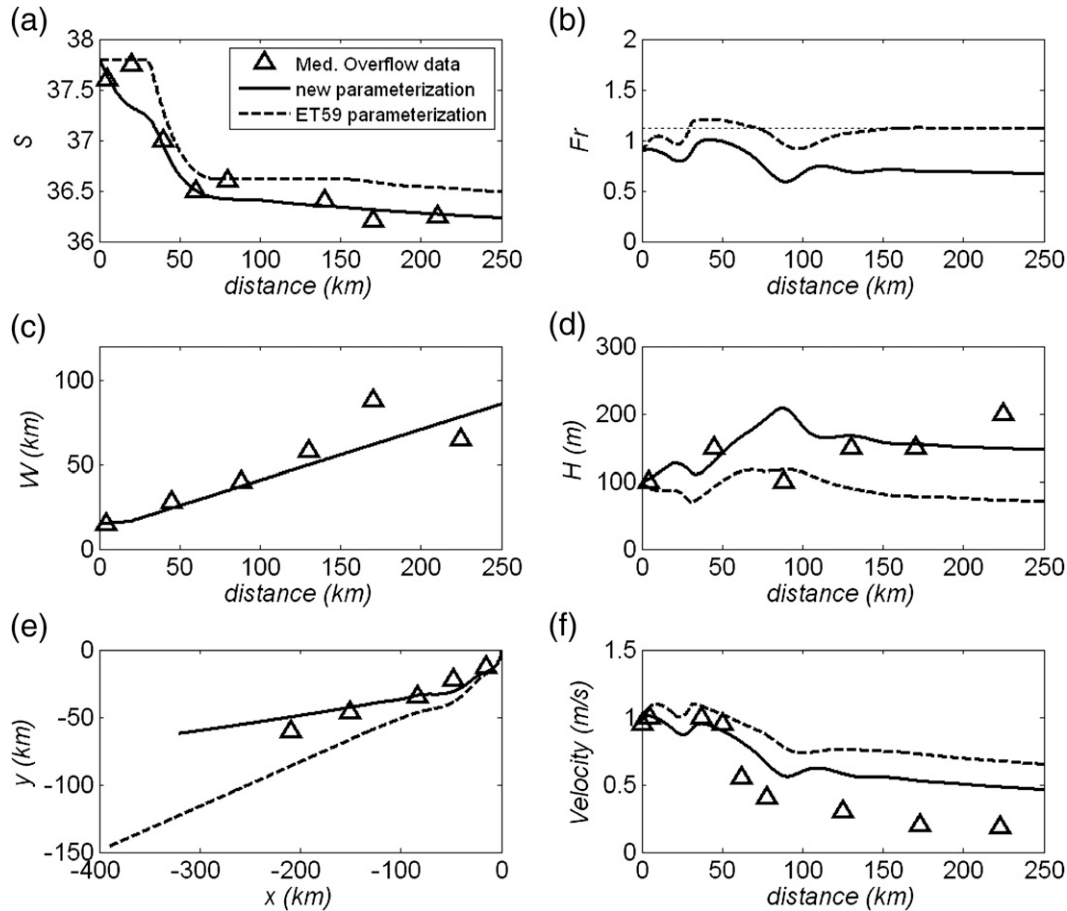 (a)
38
37.5
37
36.5
36
S
0
50
100
150
200
250
distance (km)
Med. Overflow data
new parameterization
ET59 parameterization
(b)
2
1.5
1
0.5
0
Fr
0
50
100
150
200
250
distance (km)
(c)
100
50
0
W (km)
0
50
100
150
200
250
distance (km)
(d)
300
200
100
0
H (m)
0
50
100
150
200
250
distance (km)
(e)
0
-50
-100
-150
y (km)
-400
-300
-200
-100
0
x (km)
(f)
1.5
1
0.5
0
Velocity (m/s)
0
50
100
150
200
250
distance (km)